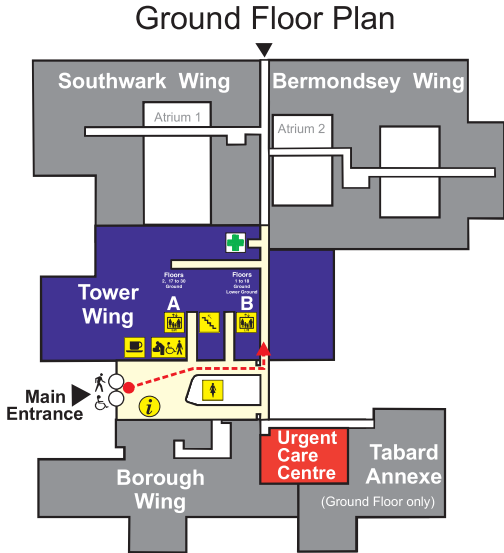 Ground Floor Plan
Southwark Wing
Bermondsey Wing
Atrium 1
Atrium 2
Floors
2, 17 to 30
Ground
Floors
1 to 16
Ground
Lower Ground
A
B
Tower
Wing
i
Main
Entrance
Urgent
Care
Centre
Tabard
Annexe
(Ground Floor only)
Borough
Wing